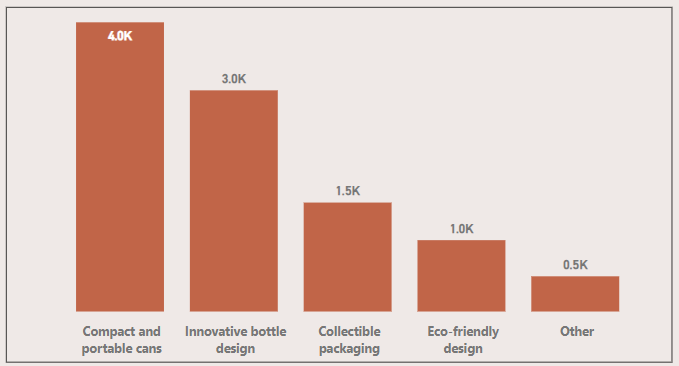 4.0K
3.0K
1.5K
1.0K
0.5K
Compact and
portable cans
Innovative bottle
design
Collectible
packaging
Eco-friendly
design
Other